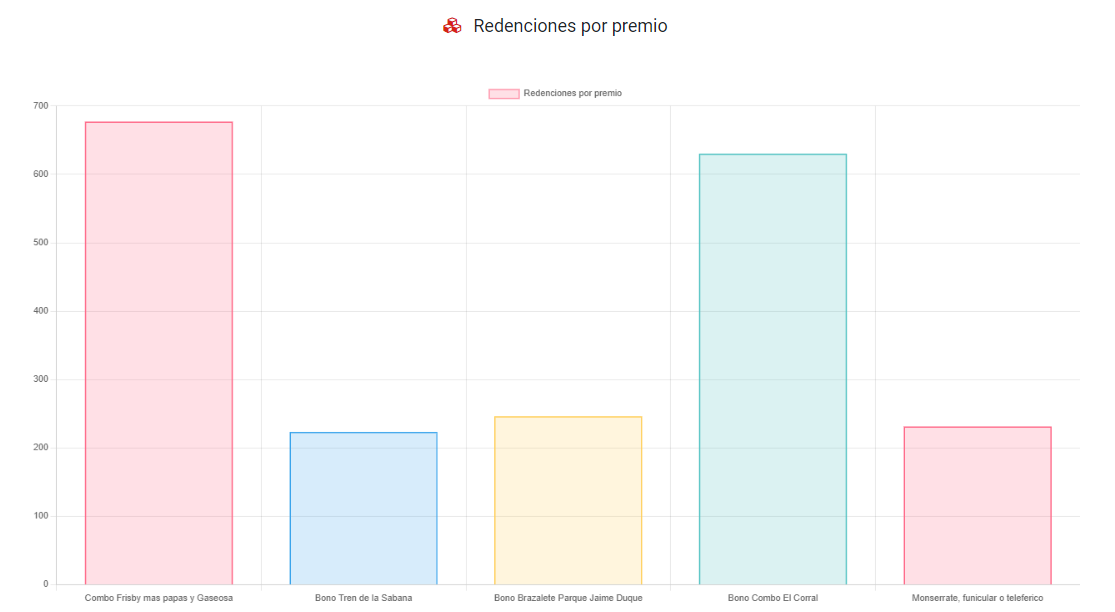 Redenciones por premio
Redenciones por premio
700
600
500
400
300
200
100
0
Combo Frisby mas papas y Gaseosa
Bono Tren de la Sabana
Bono Brazalete Parque Jaime Duque
Bono Combo El Corral
Monserrate, funicular o teleferico